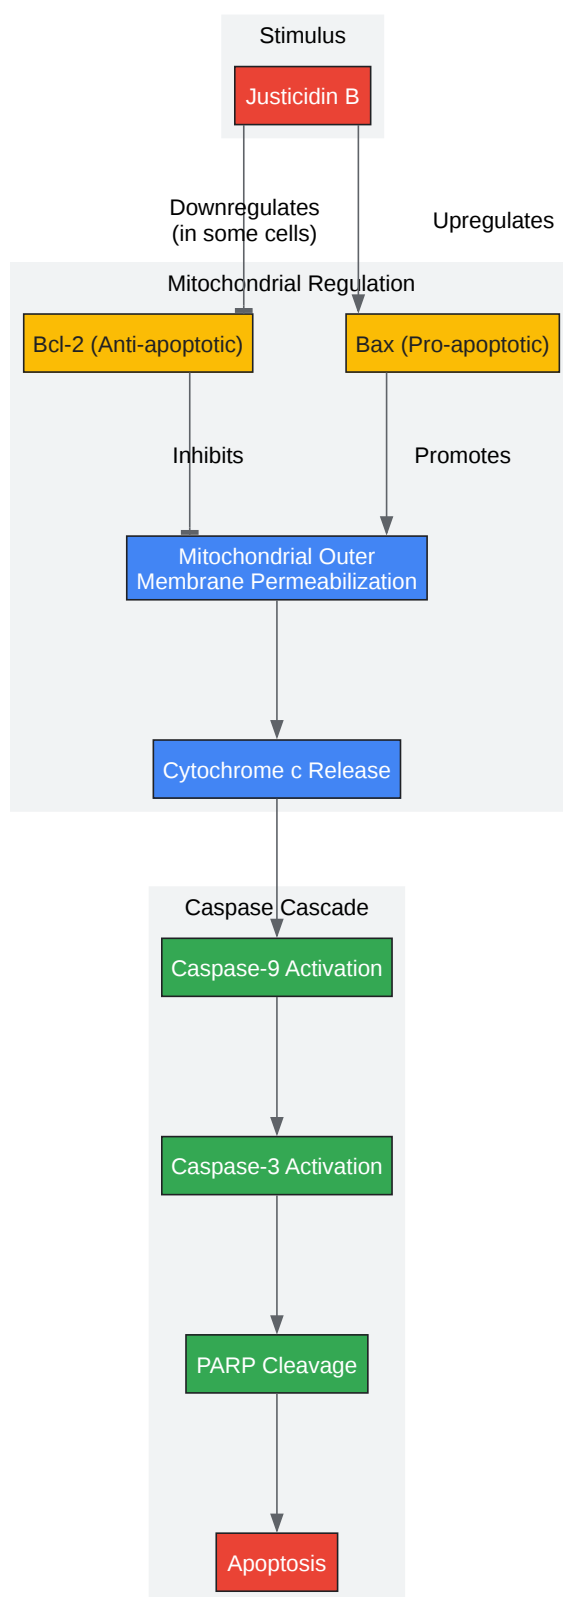 Stimulus
Justicidin B
Downregulates
(in some cells)
Upregulates
Mitochondrial Regulation
Bcl-2 (Anti-apoptotic)
Bax (Pro-apoptotic)
Inhibits
Promotes
Mitochondrial Outer
Membrane Permeabilization
Cytochrome c Release
Caspase Cascade
Caspase-9 Activation
Caspase-3 Activation
PARP Cleavage
Apoptosis